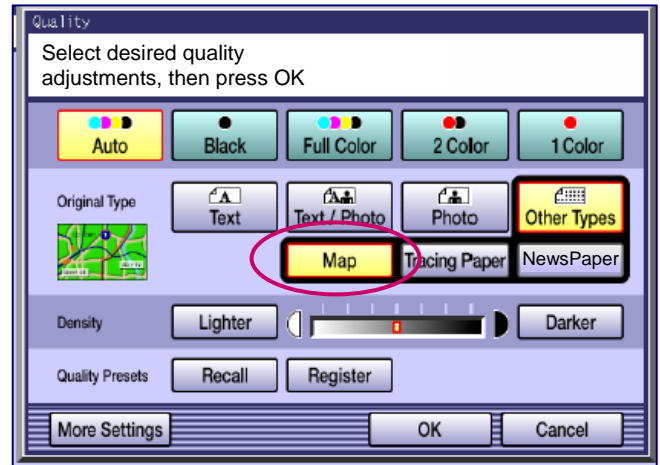 Quality
Select desired quality
adjustments, then press OK
Auto
Black
Full Color
2 Color
1 Color
Original Type
Text
Text / Photo
Photo
Other Types
Map
Tracing Paper
NewsPaper
Density
Lighter
Darker
Quality Presets
Recall
Register
More Settings
OK
Cancel